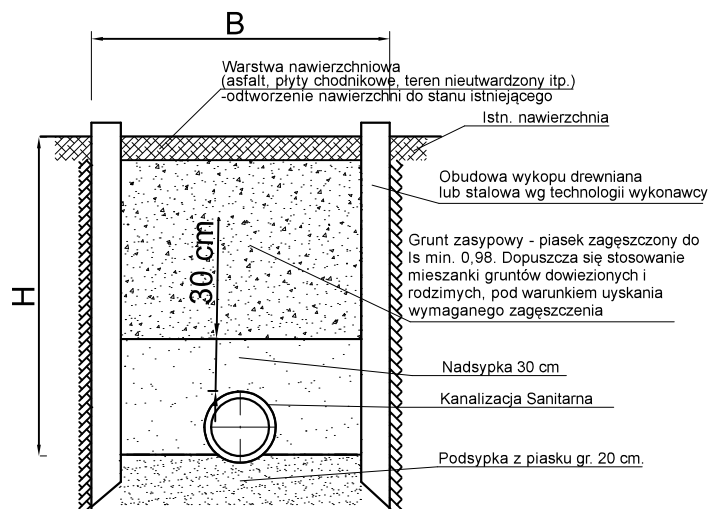 B
Warstwa nawierzchniowa
(asfalt, płyty chodnikowe, teren nieutwardzony itp.)
-odtworzenie nawierzchni do stanu istniejącego
Istn. nawierzchnia
Obudowa wykopu drewniana
lub stalowa wg technologii wykonawcy
30 cm
H
Grunt zasypowy - piasek zagęszczony do
Is min. 0,98. Dopuszcza się stosowanie
mieszanki gruntów dowiezionych i
rodzimych, pod warunkiem uyskania
wymaganego zagęszczenia
Nadsypka 30 cm
Kanalizacja Sanitarna
Podsypka z piasku gr. 20 cm.